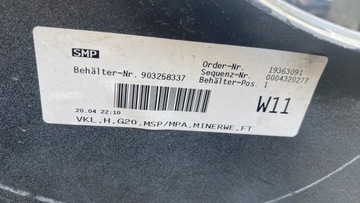 SMP
Order-Nr. 19363091
Behälter-Nr. 903258337 Sequenz-Nr. 0004320277
Behälter-Pos. 1
W11
20.04 22:10
VKL.H.G20.MSP/MPA.MINERWE.FT